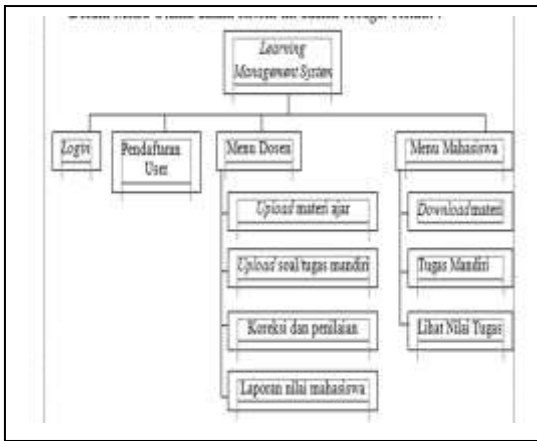 Learning
Management System
Login
Pendaftaran
User
Menu Dosen
Menu Mahasiswa
Upload materi ajar
Download materi
Upload soal/tugas mandiri
Tugas Mandiri
Koreksi dan penilaian
Lihat Nilai Tugas
Laporan nilai mahasiswa